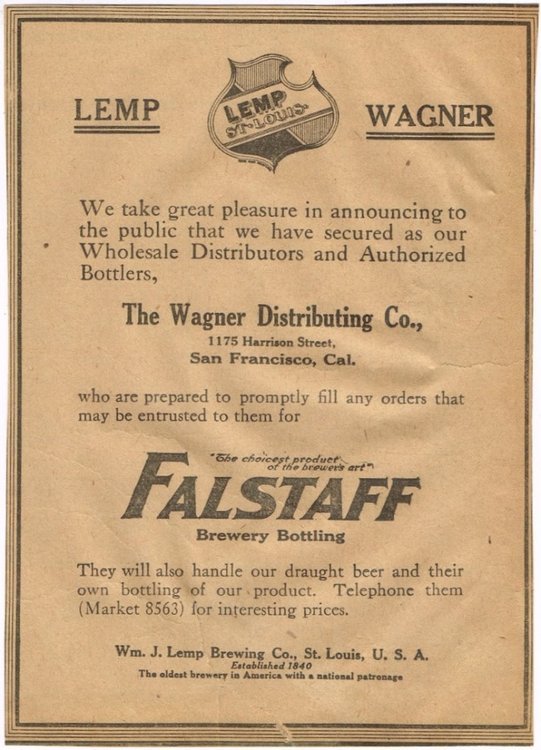 LEMP
LEMP
ST. LOUIS.
WAGNER
We take great pleasure in announcing to
the public that we have secured as our
Wholesale Distributors and Authorized
Bottlers,
The Wagner Distributing Co.,
1175 Harrison Street,
San Francisco, Cal.
who are prepared to promptly fill any orders that
may be entrusted to them for
"The choicest product
of the brewer's art"
FALSTAFF
Brewery Bottling
They will also handle our draught beer and their
own bottling of our product. Telephone them
(Market 8563) for interesting prices.
Wm. J. Lemp Brewing Co., St. Louis, U. S. A.
Established 1840
The oldest brewery in America with a national patronage